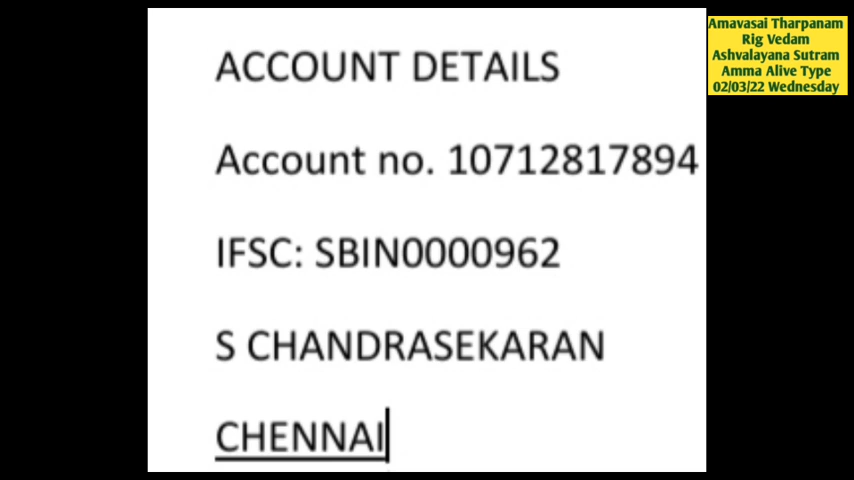 ACCOUNT DETAILS
Account no. 10712817894
IFSC: SBIN0000962
S CHANDRASEKARAN
CHENNAI
Amavasai Tharpanam
Rig Vedam
Ashvalayana Sutram
Amma Alive Type
02/03/22 Wednesday